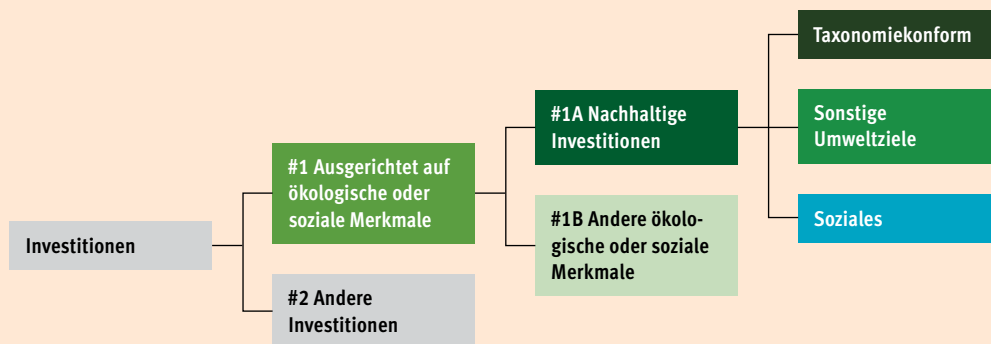 Investitionen
#1 Ausgerichtet auf
ökologische oder
soziale Merkmale
#2 Andere
Investitionen
#1A Nachhaltige
Investitionen
#1B Andere ökolo-
gische oder soziale
Merkmale
Taxonomiekonform
Sonstige
Umweltziele
Soziales